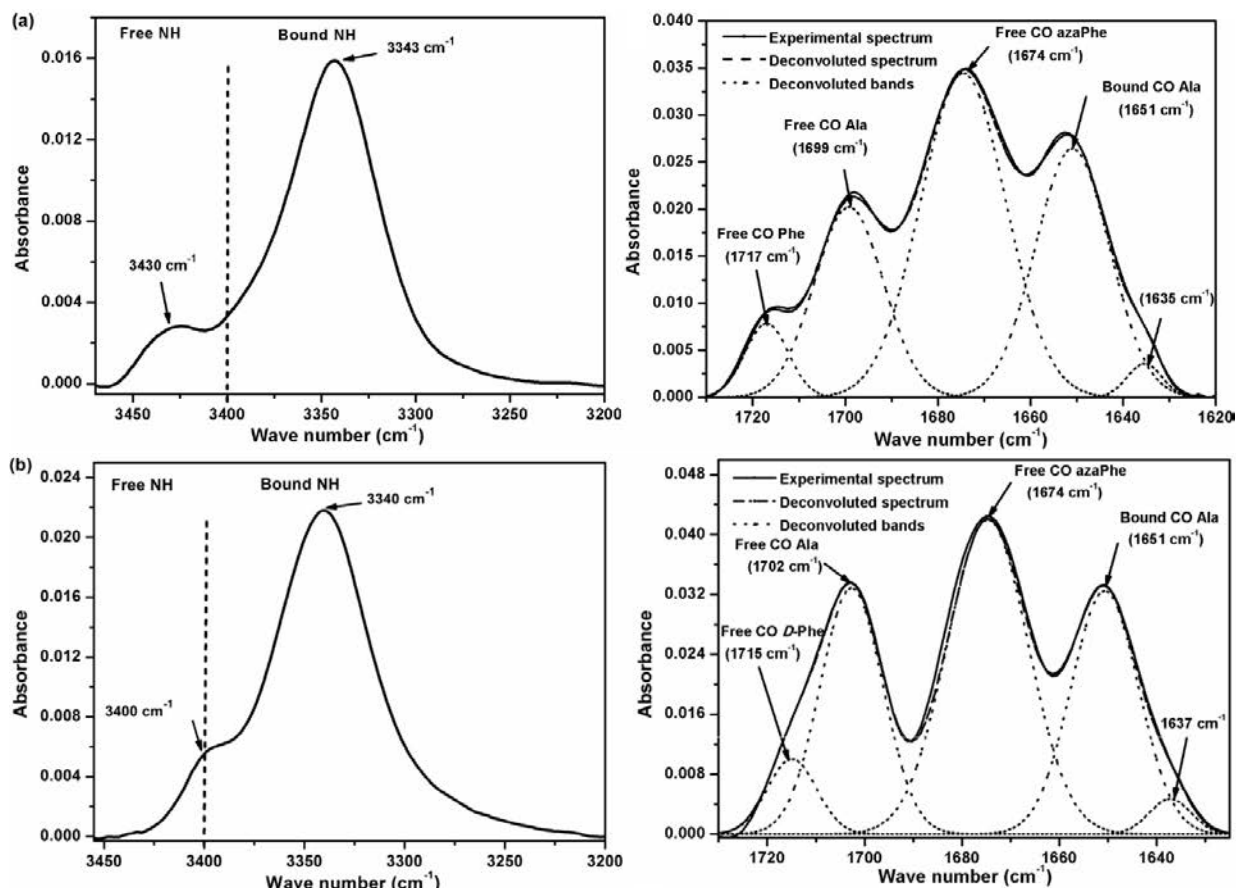 (a)
Free NH
Bound NH
3343 cm⁻¹
3430 cm⁻¹
0.016
0.012
0.008
0.004
0.000
Absorbance
3450
3400
3350
3300
3250
3200
Wave number (cm⁻¹)
Experimental spectrum
Deconvoluted spectrum
Deconvoluted bands
Free CO azaPhe
(1674 cm⁻¹)
Bound CO Ala
(1651 cm⁻¹)
Free CO Ala
(1699 cm⁻¹)
Free CO Phe
(1717 cm⁻¹)
(1635 cm⁻¹)
0.040
0.035
0.030
0.025
0.020
0.015
0.010
0.005
0.000
Absorbance
1720
1700
1680
1660
1640
1620
Wave number (cm⁻¹)
(b)
Free NH
Bound NH
3340 cm⁻¹
3400 cm⁻¹
0.024
0.020
0.016
0.012
0.008
0.004
0.000
Absorbance
3450
3400
3350
3300
3250
3200
Wave number (cm⁻¹)
Experimental spectrum
Deconvoluted spectrum
Deconvoluted bands
Free CO azaPhe
(1674 cm⁻¹)
Bound CO Ala
(1651 cm⁻¹)
Free CO Ala
(1702 cm⁻¹)
Free CO D-Phe
(1715 cm⁻¹)
1637 cm⁻¹
0.048
0.040
0.032
0.024
0.016
0.008
0.000
Absorbance
1720
1700
1680
1660
1640
Wave number (cm⁻¹)